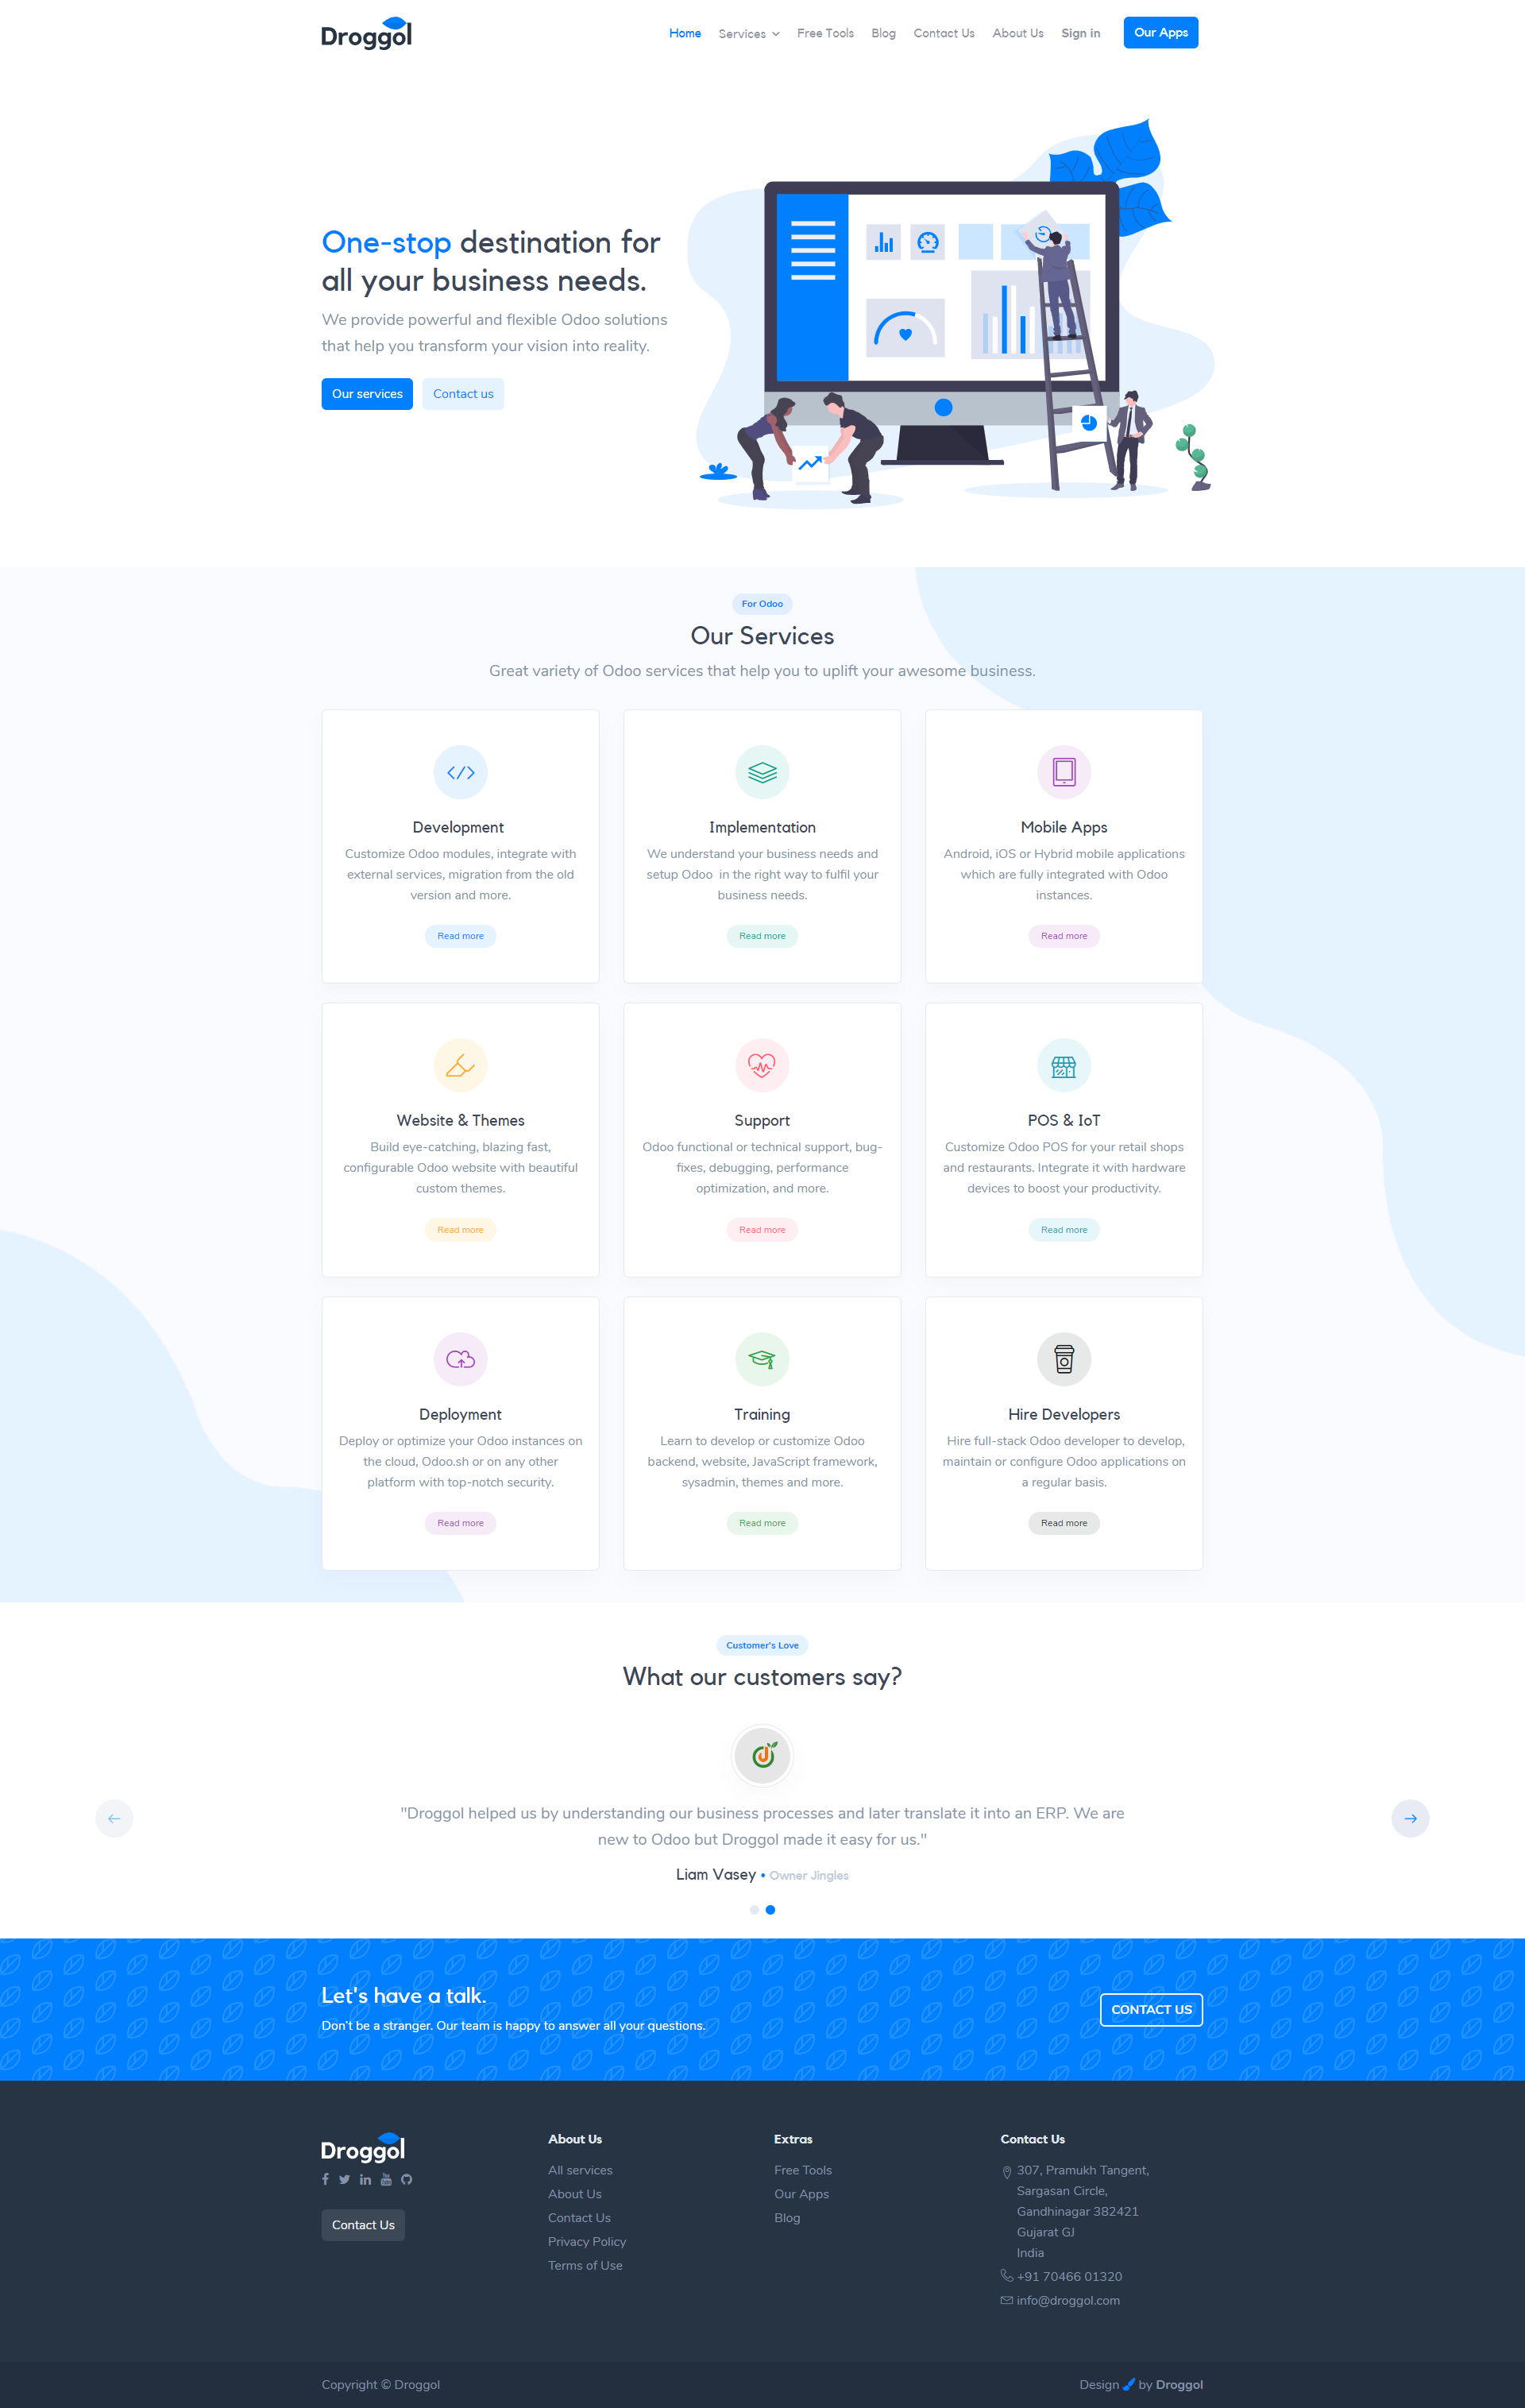 Droggol
Home Services Free Tools Blog Contact Us About Us Sign in Our Apps
One-stop destination for
all your business needs.
We provide powerful and flexible Odoo solutions
that help you transform your vision into reality.
Our services Contact us
For Odoo
Our Services
Great variety of Odoo services that help you to uplift your awesome business.
Development
Customize Odoo modules, integrate with
external services, migration from the old
version and more.
Read more
Implementation
We understand your business needs and
setup Odoo in the right way to fulfil your
business needs.
Read more
Mobile Apps
Android, iOS or Hybrid mobile applications
which are fully integrated with Odoo
instances.
Read more
Website & Themes
Build eye-catching, blazing fast,
configurable Odoo website with beautiful
custom themes.
Read more
Support
Odoo functional or technical support, bug-
fixes, debugging, performance
optimization, and more.
Read more
POS & IoT
Customize Odoo POS for your retail shops
and restaurants. Integrate it with hardware
devices to boost your productivity.
Read more
Deployment
Deploy or optimize your Odoo instances on
the cloud, Odoo.sh or on any other
platform with top-notch security.
Read more
Training
Learn to develop or customize Odoo
backend, website, JavaScript framework,
sysadmin, themes and more.
Read more
Hire Developers
Hire full-stack Odoo developer to develop,
maintain or configure Odoo applications on
a regular basis.
Read more
Customer's Love
What our customers say?
"Droggol helped us by understanding our business processes and later translate it into an ERP. We are
new to Odoo but Droggol made it easy for us."
Liam Vasey • Owner Jingles
Let's have a talk.
Don't be a stranger. Our team is happy to answer all your questions.
CONTACT US
Droggol
Contact Us
About Us
All services
About Us
Contact Us
Privacy Policy
Terms of Use
Extras
Free Tools
Our Apps
Blog
Contact Us
307, Pramukh Tangent,
Sargasan Circle,
Gandhinagar 382421
Gujarat GJ
India
+91 70466 01320
info@droggol.com
Copyright © Droggol
Design by Droggol